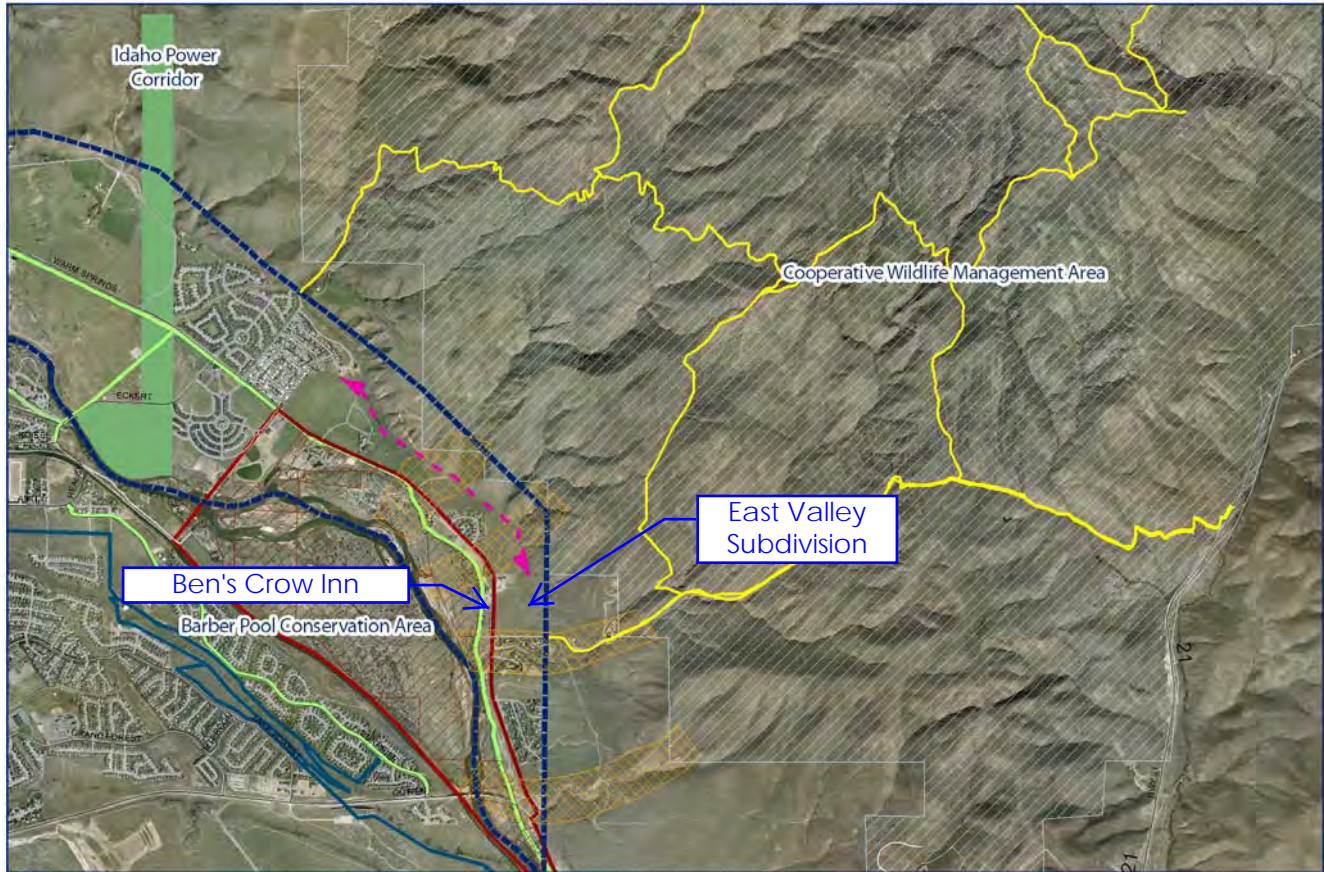 Idaho Power
Corridor
WARM SPRINGS
Cooperative Wildlife Management Area
ECKERT
East Valley
Subdivision
Ben's Crow Inn
Barber Pool Conservation Area
21
21